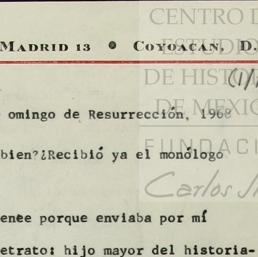 CENTRO D
MADRID 13 • COYOACAN, D.
ESTUDIO
DE HISTO
(1)
DE MEXIC
omingo de Resurrección, 1968
FUNDACI
bien?¿Recibió ya el monólogo
Carlos
enee porque enviaba por mí
etrato: hijo mayor del historia-